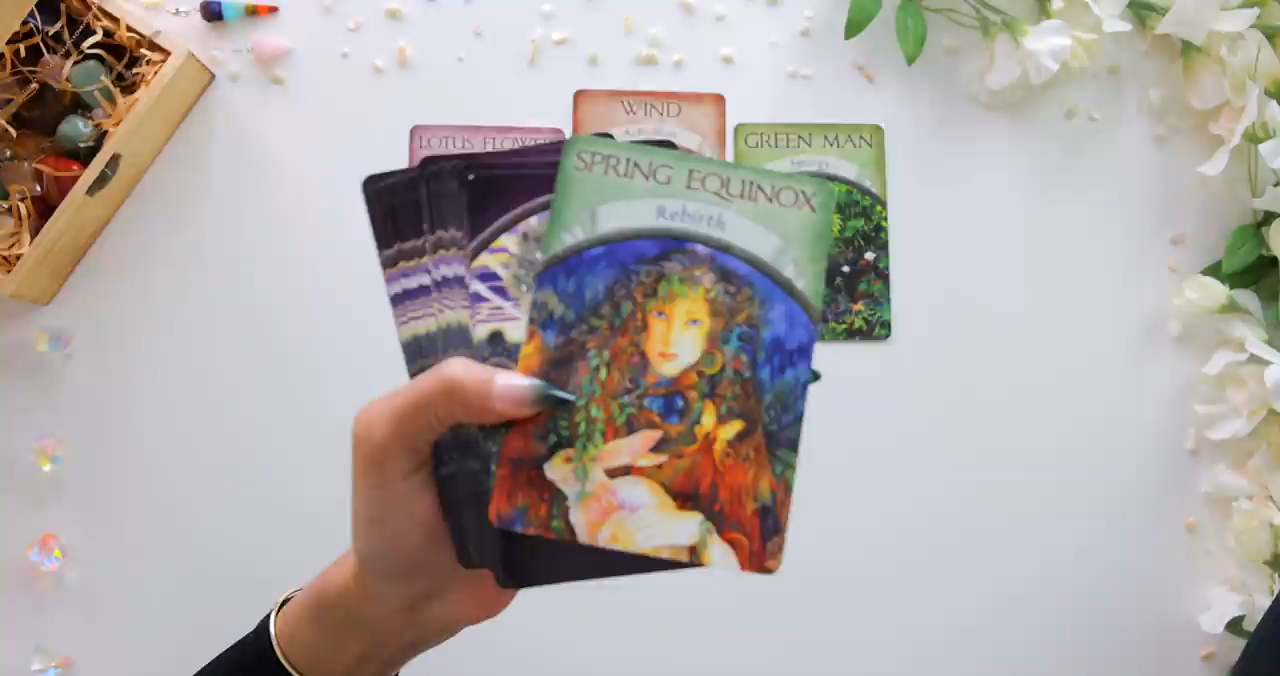 WIND
LOTUS FLOWER
GREEN MAN
SPRING EQUINOX
Rebirth